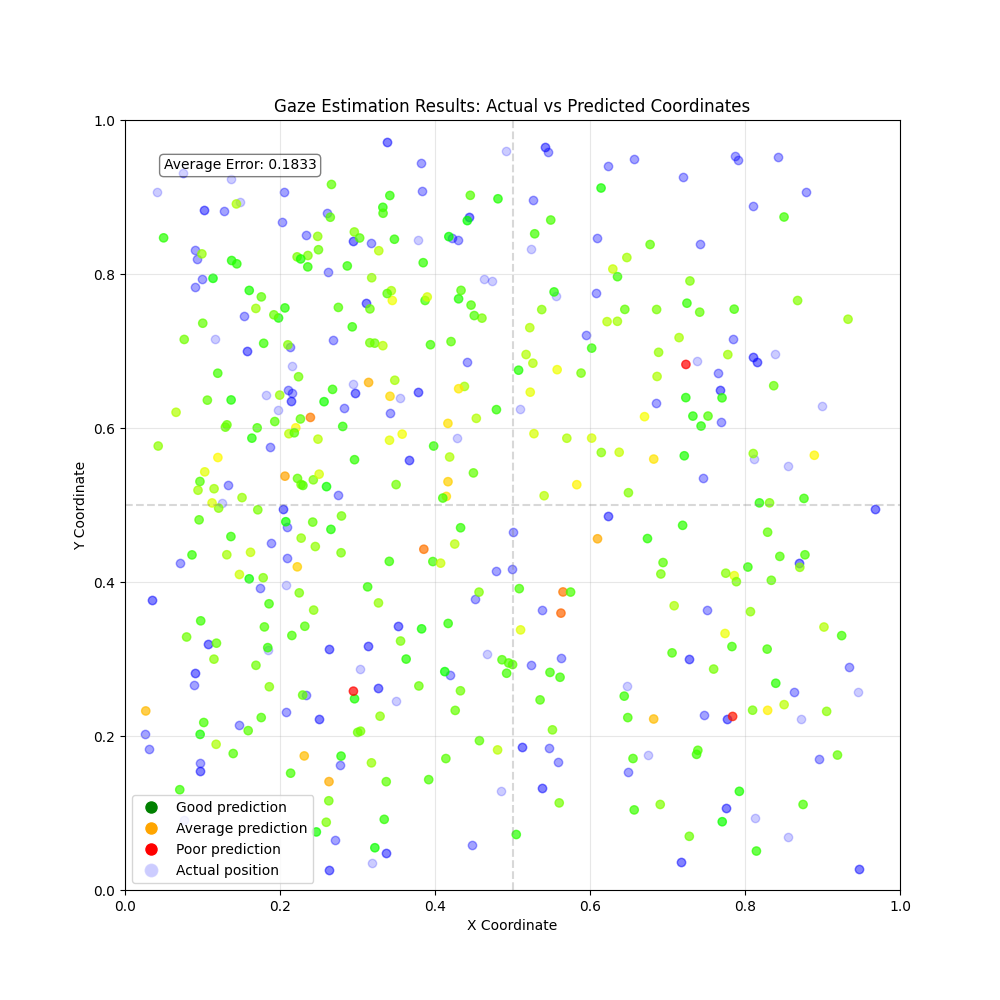 Gaze Estimation Results: Actual vs Predicted Coordinates
Average Error: 0.1833
Y Coordinate
1.0
0.8
0.6
0.4
0.2
0.0
Good prediction
Average prediction
Poor prediction
Actual position
0.0 0.2 0.4 0.6 0.8 1.0
X Coordinate